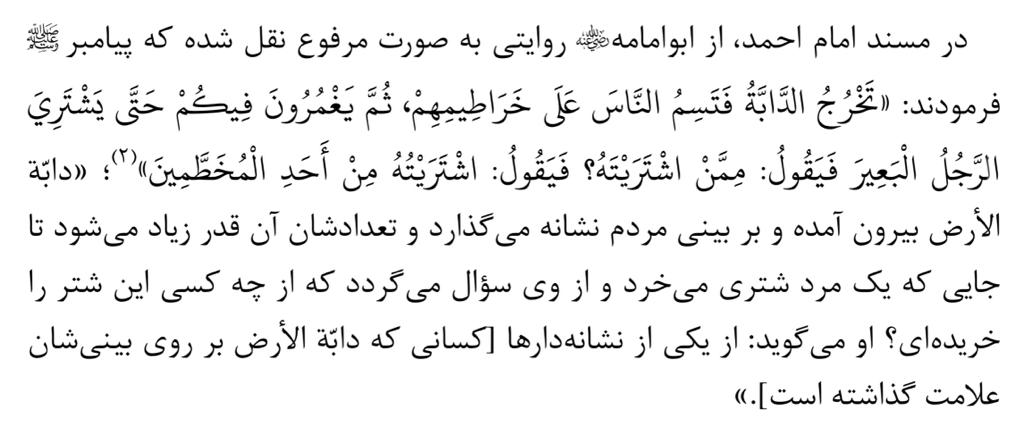 در مسند امام احمد، از ابوامامه﵁ روایتی به صورت مرفوع نقل شده که پیامبر ﷺ
فرمودند: «تَخْرُجُ الدَّابَّةُ فَتَسِمُ النَّاسَ عَلَى خَرَاطِيمِهِمْ، ثُمَّ يَغْمُرُونَ فِيكُمْ حَتَّى يَشْتَرِيَ
الرَّجُلُ الْبَعِيرَ فَيَقُولُ: مِمَّنْ اشْتَرَيْتَهُ؟ فَيَقُولُ: اشْتَرَيْتُهُ مِنْ أَحَدِ الْمُخَطَّمِينَ»(۲)؛ «دابّة
الأرض بیرون آمده و بر بینی مردم نشانه می‌گذارد و تعدادشان آن قدر زیاد می‌شود تا
جایی که یک مرد شتری می‌خرد و از وی سؤال می‌گردد که از چه کسی این شتر را
خریده‌ای؟ او می‌گوید: از یکی از نشانه‌دارها [کسانی که دابّة الأرض بر روی بینی‌شان
علامت گذاشته است].»